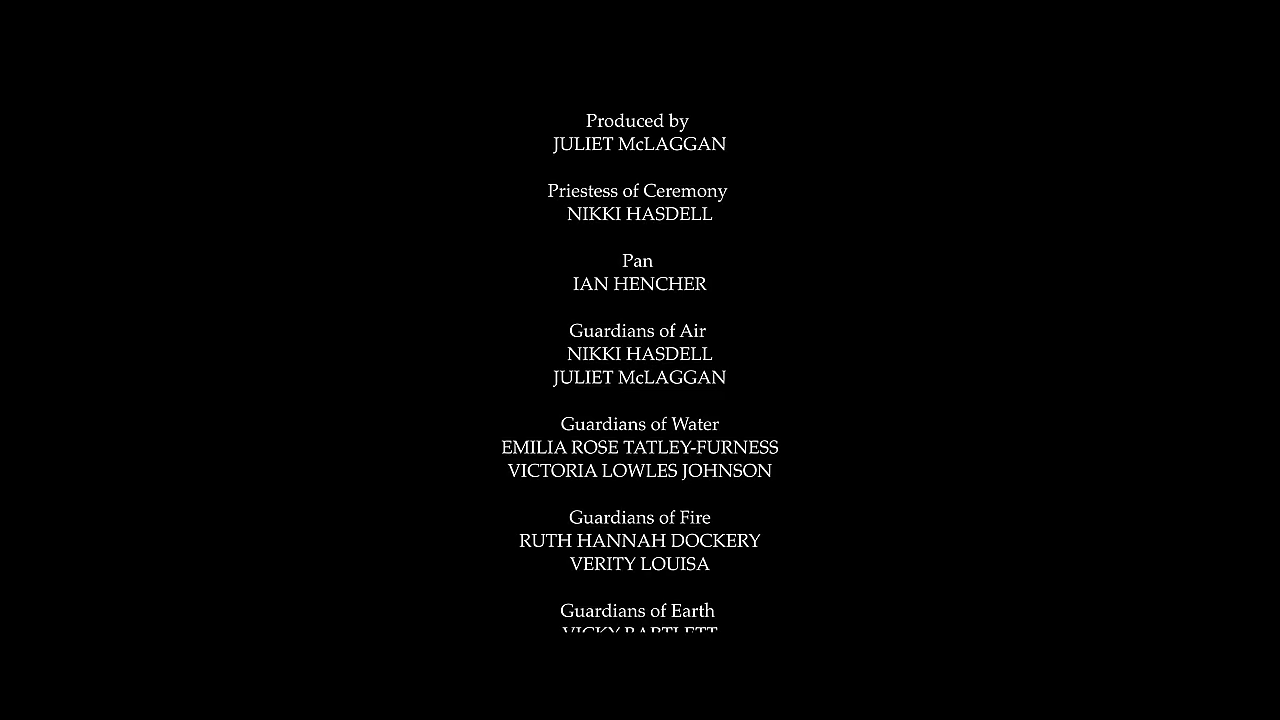 Produced by
JULIET McLAGGAN
Priestess of Ceremony
NIKKI HASDELL
Pan
IAN HENCHER
Guardians of Air
NIKKI HASDELL
JULIET McLAGGAN
Guardians of Water
EMILIA ROSE TATLEY-FURNESS
VICTORIA LOWLES JOHNSON
Guardians of Fire
RUTH HANNAH DOCKERY
VERITY LOUISA
Guardians of Earth
VICKY BARTLETT